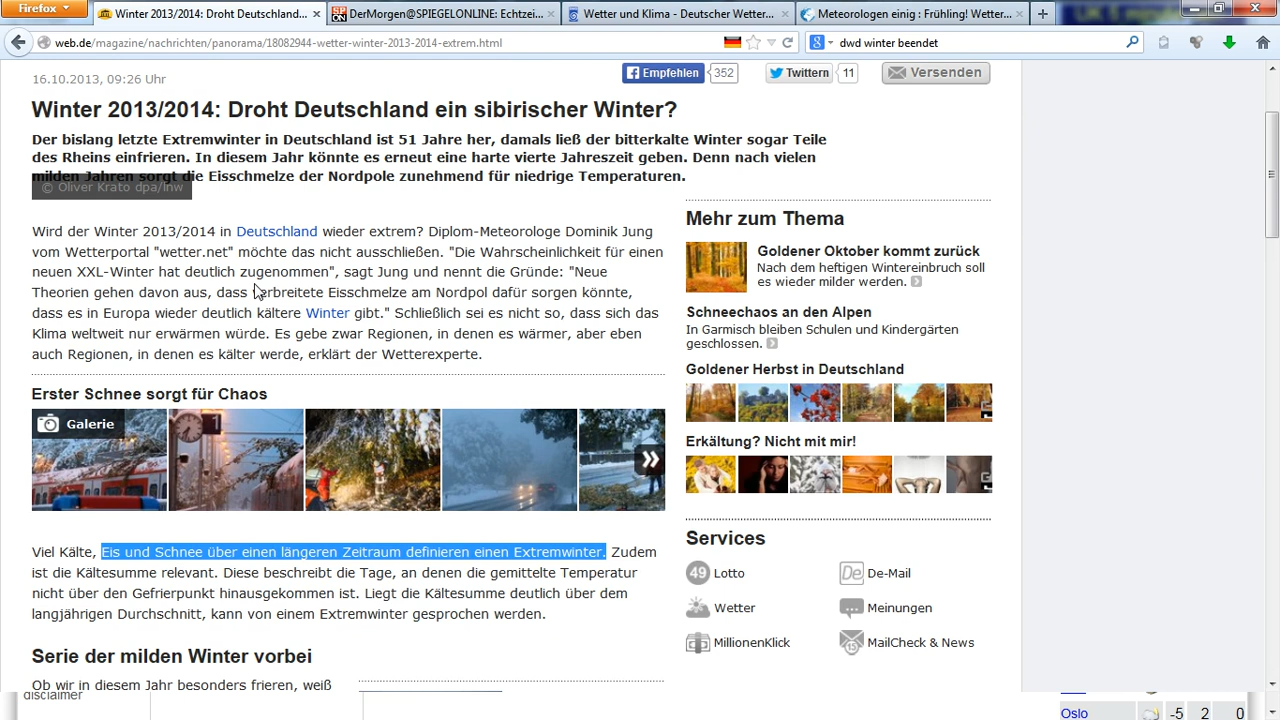 Firefox
Winter 2013/2014: Droht Deutschland...
DerMorgen@SPIEGELONLINE: Echtzei...
Wetter und Klima - Deutscher Wetter...
Meteorologen einig : Frühling! Wetter...
web.de/magazine/nachrichten/panorama/18082944-wetter-winter-2013-2014-extrem.html
dwd winter beendet
16.10.2013, 09:26 Uhr
Empfehlen 352
Twittern 11
Versenden
Winter 2013/2014: Droht Deutschland ein sibirischer Winter?
Der bislang letzte Extremwinter in Deutschland ist 51 Jahre her, damals ließ der bitterkalte Winter sogar Teile
des Rheins einfrieren. In diesem Jahr könnte es erneut eine harte vierte Jahreszeit geben. Denn nach vielen
milden Jahren sorgt die Eisschmelze der Nordpole zunehmend für niedrige Temperaturen.
© Oliver Krato dpa/lnw
Wird der Winter 2013/2014 in Deutschland wieder extrem? Diplom-Meteorologe Dominik Jung
vom Wetterportal "wetter.net" möchte das nicht ausschließen. "Die Wahrscheinlichkeit für einen
neuen XXL-Winter hat deutlich zugenommen", sagt Jung und nennt die Gründe: "Neue
Theorien gehen davon aus, dass verbreitete Eisschmelze am Nordpol dafür sorgen könnte,
dass es in Europa wieder deutlich kältere Winter gibt." Schließlich sei es nicht so, dass sich das
Klima weltweit nur erwärmen würde. Es gebe zwar Regionen, in denen es wärmer, aber eben
auch Regionen, in denen es kälter werde, erklärt der Wetterexperte.
Erster Schnee sorgt für Chaos
Galerie
Viel Kälte, Eis und Schnee über einen längeren Zeitraum definieren einen Extremwinter. Zudem
ist die Kältesumme relevant. Diese beschreibt die Tage, an denen die gemittelte Temperatur
nicht über den Gefrierpunkt hinausgekommen ist. Liegt die Kältesumme deutlich über dem
langjährigen Durchschnitt, kann von einem Extremwinter gesprochen werden.
Serie der milden Winter vorbei
Ob wir in diesem Jahr besonders frieren, weiß
disclaimer
Mehr zum Thema
Goldener Oktober kommt zurück
Nach dem heftigen Wintereinbruch soll
es wieder milder werden.
Schneechaos an den Alpen
In Garmisch bleiben Schulen und Kindergärten
geschlossen.
Goldener Herbst in Deutschland
Erkältung? Nicht mit mir!
Services
49 Lotto
De De-Mail
Wetter
Meinungen
MillionenKlick
MailCheck & News
Oslo -5 2 0